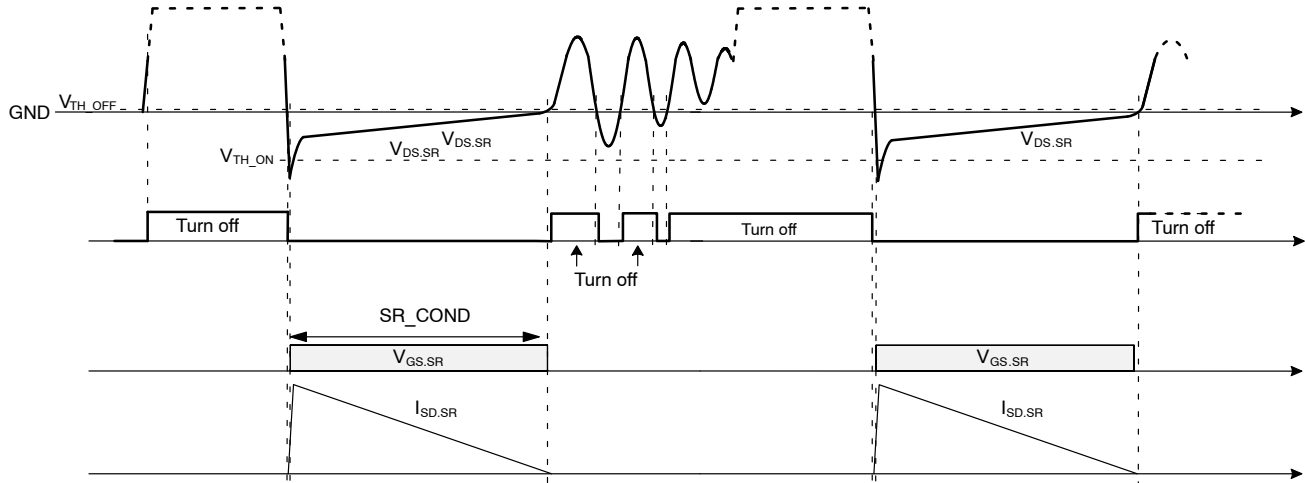 GND
V_TH_OFF
V_DS.SR
V_DS.SR
V_DS.SR
V_TH_ON
Turn off
Turn off
Turn off
Turn off
SR_COND
V_GS.SR
V_GS.SR
I_SD.SR
I_SD.SR